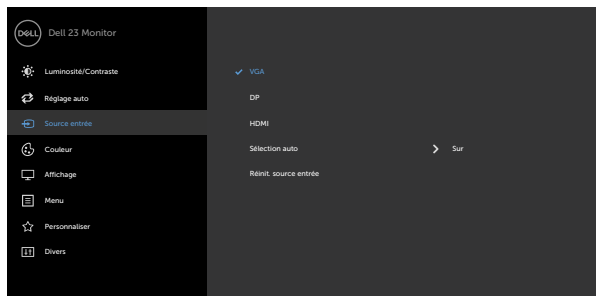 DELL Dell 23 Monitor
Luminosité/Contraste
Réglage auto
Source entrée
Couleur
Affichage
Menu
Personnaliser
Divers
VGA
DP
HDMI
Sélection auto Sur
Réinit. source entrée